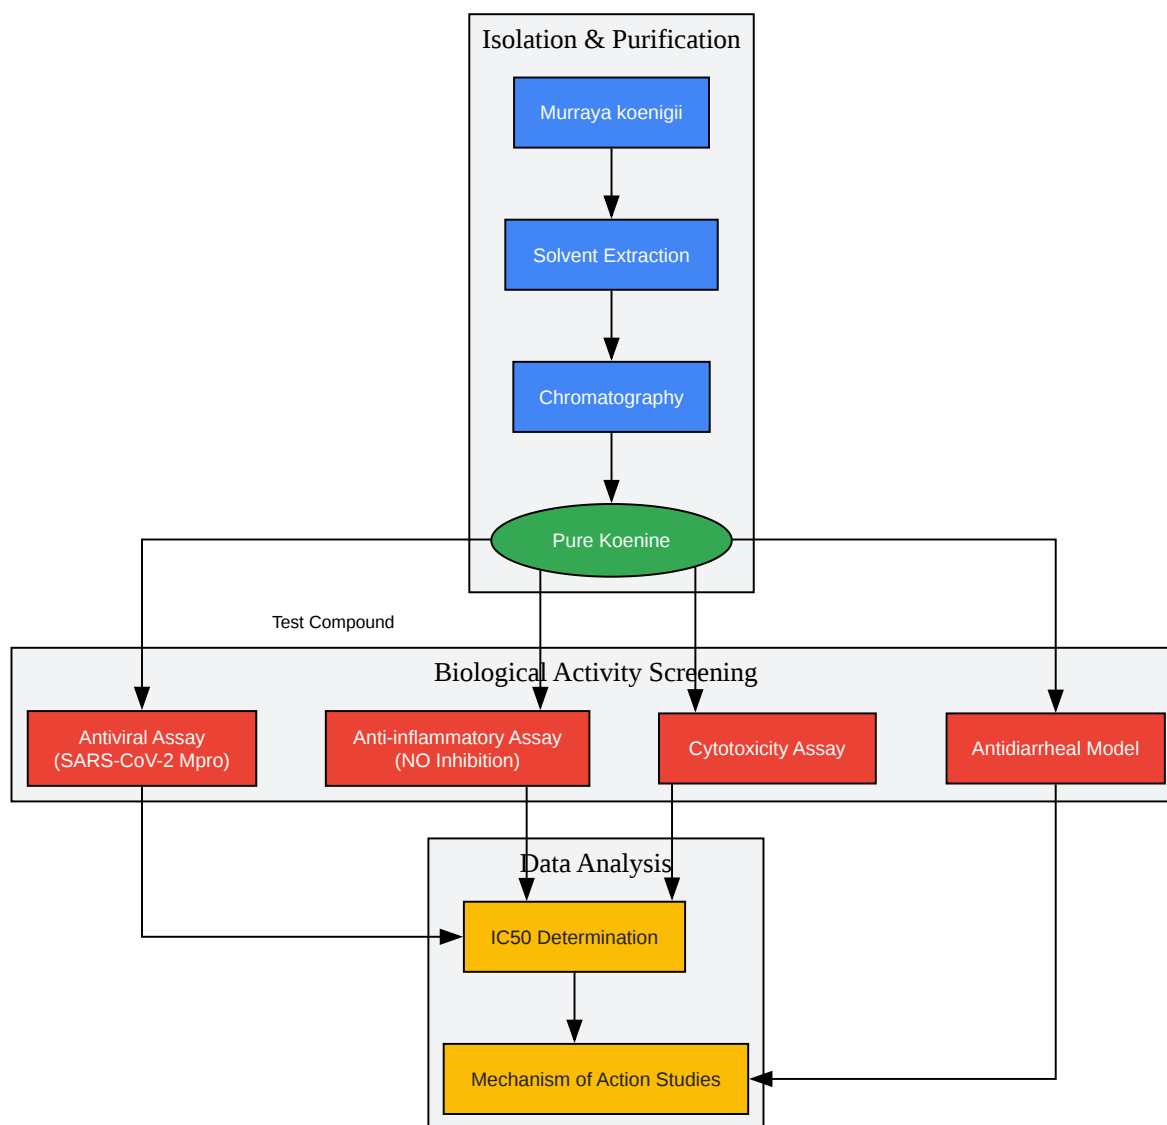 Isolation & Purification
Murraya koenigii
Solvent Extraction
Chromatography
Pure Koenine
Test Compound
Biological Activity Screening
Antiviral Assay
(SARS-CoV-2 Mpro)
Anti-inflammatory Assay
(NO Inhibition)
Cytotoxicity Assay
Antidiarrheal Model
Data Analysis
IC50 Determination
Mechanism of Action Studies